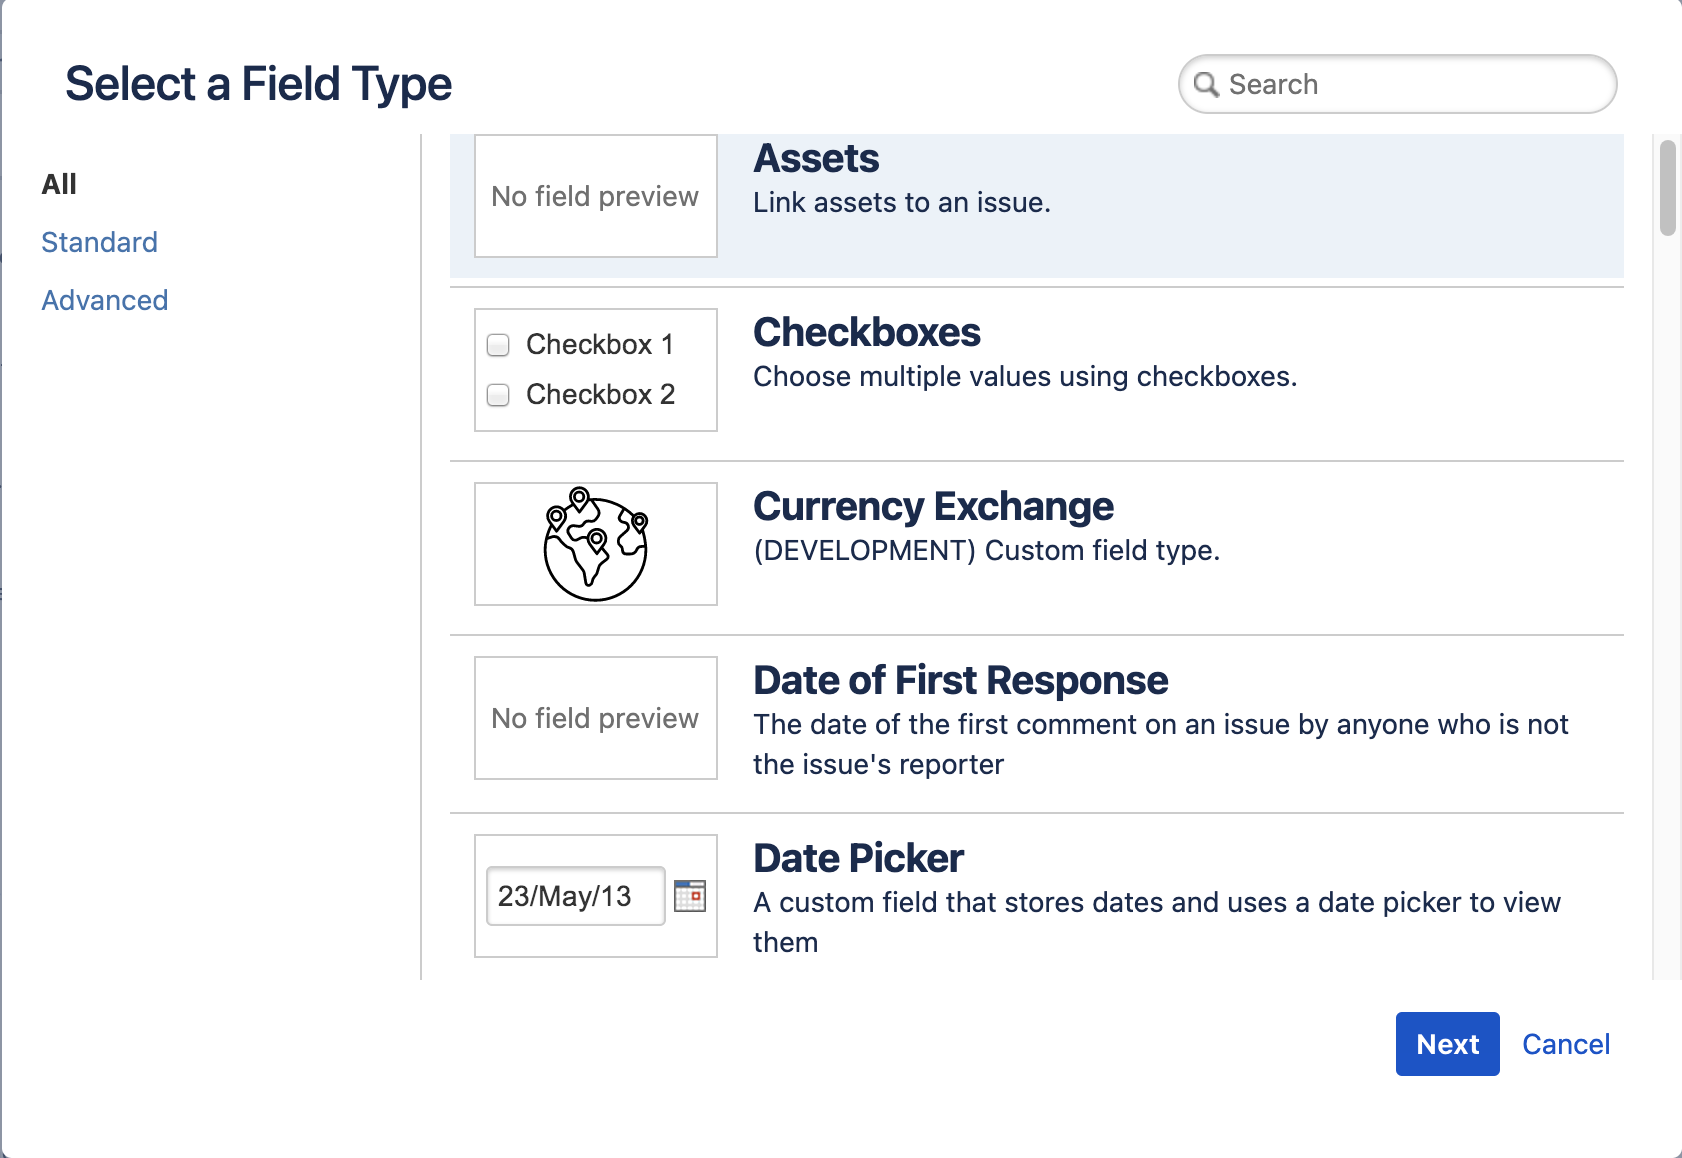 Select a Field Type
Search
All
Standard
Advanced
No field preview
Assets
Link assets to an issue.
Checkbox 1
Checkbox 2
Checkboxes
Choose multiple values using checkboxes.
Currency Exchange
(DEVELOPMENT) Custom field type.
No field preview
Date of First Response
The date of the first comment on an issue by anyone who is not
the issue's reporter
23/May/13
Date Picker
A custom field that stores dates and uses a date picker to view
them
Next
Cancel